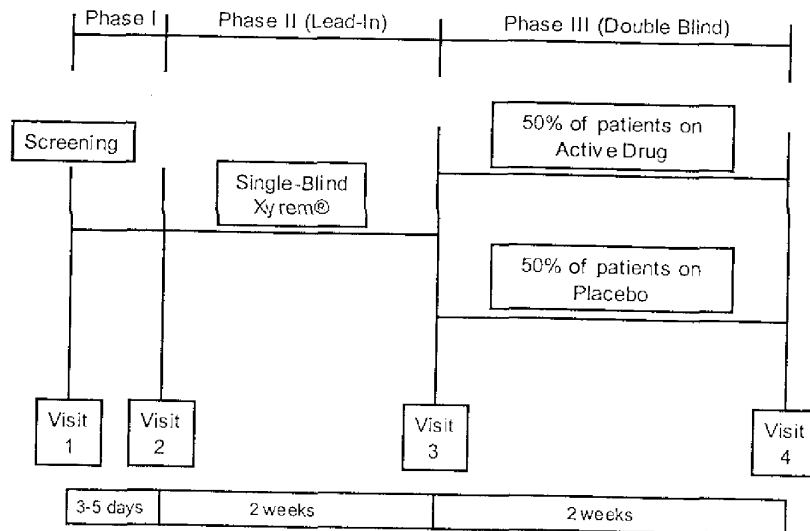 Phase I
Phase II (Lead-In)
Phase III (Double Blind)
Screening
Single-Blind
Xyrem®
50% of patients on
Active Drug
50% of patients on
Placebo
Visit
1
Visit
2
Visit
3
Visit
4
3-5 days
2 weeks
2 weeks